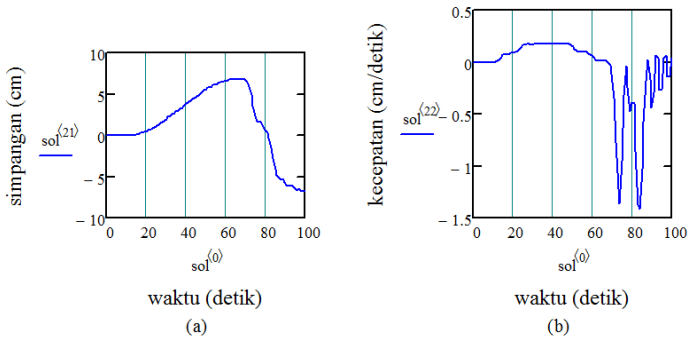 simpangan (cm)
sol⟨21⟩
10
5
0
– 5
– 10
0 20 40 60 80 100
sol⟨0⟩
waktu (detik)
(a)
kecepatan (cm/detik)
sol⟨22⟩
0.5
0
– 0.5
– 1
– 1.5
0 20 40 60 80 100
sol⟨0⟩
waktu (detik)
(b)